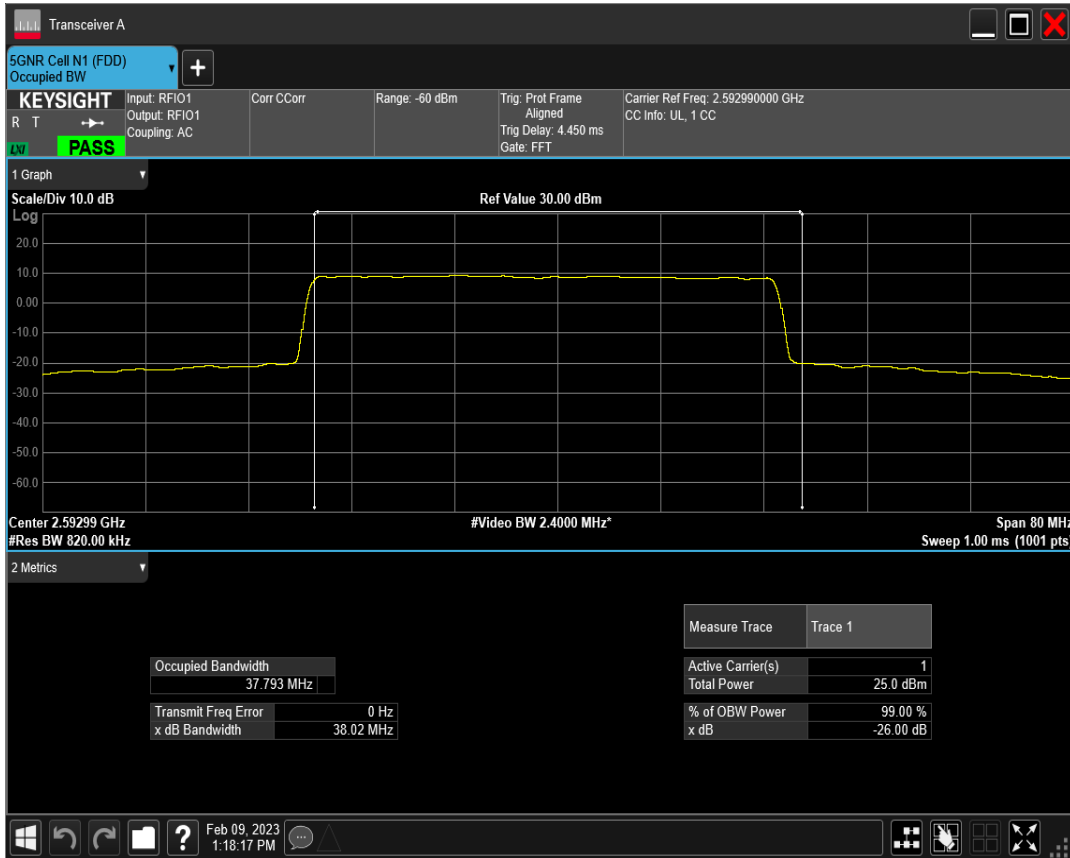 Transceiver A
5GNR Cell N1 (FDD)
Occupied BW
+
KEYSIGHT
R T
LXI
PASS
Input: RFIO1
Output: RFIO1
Coupling: AC
Corr CCorr
Range: -60 dBm
Trig: Prot Frame
Aligned
Trig Delay: 4.450 ms
Gate: FFT
Carrier Ref Freq: 2.592990000 GHz
CC Info: UL, 1 CC
1 Graph
Scale/Div 10.0 dB
Ref Value 30.00 dBm
Log
20.0
10.0
0.00
-10.0
-20.0
-30.0
-40.0
-50.0
-60.0
Center 2.59299 GHz
#Video BW 2.4000 MHz*
Span 80 MHz
#Res BW 820.00 kHz
Sweep 1.00 ms (1001 pts)
2 Metrics
Measure Trace Trace 1
Occupied Bandwidth
37.793 MHz
Transmit Freq Error 0 Hz
x dB Bandwidth 38.02 MHz
Active Carrier(s) 1
Total Power 25.0 dBm
% of OBW Power 99.00 %
x dB -26.00 dB
?
Feb 09, 2023
1:18:17 PM